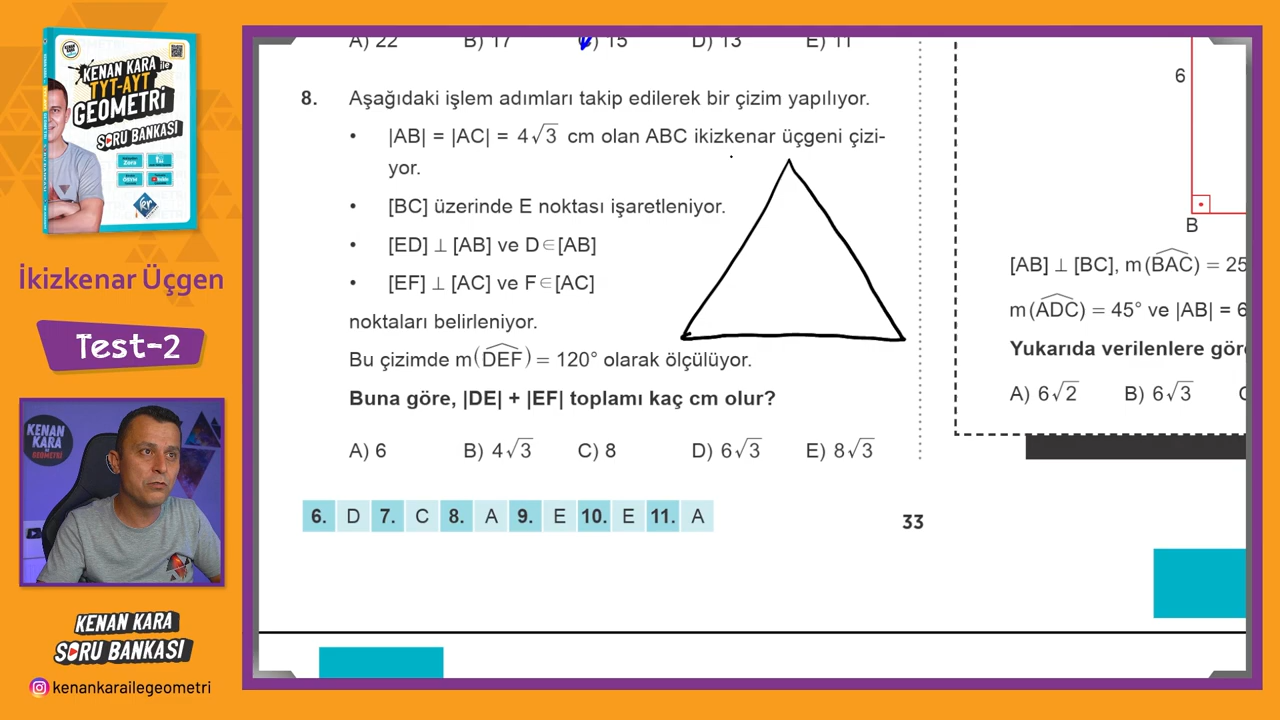 KENAN KARA ile
TYT-AYT
GEOMETRİ
SORU BANKASI
İkizkenar Üçgen
Test-2
KENAN
KARA
KENAN KARA
SORU BANKASI
kenankarailegeometri
A) 22 B) 17 C) 15 D) 13 E) 11
8. Aşağıdaki işlem adımları takip edilerek bir çizim yapılıyor.
• |AB| = |AC| = 4√3 cm olan ABC ikizkenar üçgeni çizi-
yor.
• [BC] üzerinde E noktası işaretleniyor.
• [ED] ⊥ [AB] ve D∈[AB]
• [EF] ⊥ [AC] ve F∈[AC]
noktaları belirleniyor.
Bu çizimde m(DEF) = 120° olarak ölçülüyor.
Buna göre, |DE| + |EF| toplamı kaç cm olur?
A) 6 B) 4√3 C) 8 D) 6√3 E) 8√3
6. D 7. C 8. A 9. E 10. E 11. A
33
6
B
[AB] ⊥ [BC], m(BAC) = 25
m(ADC) = 45° ve |AB| = 6
Yukarıda verilenlere gör
A) 6√2 B) 6√3